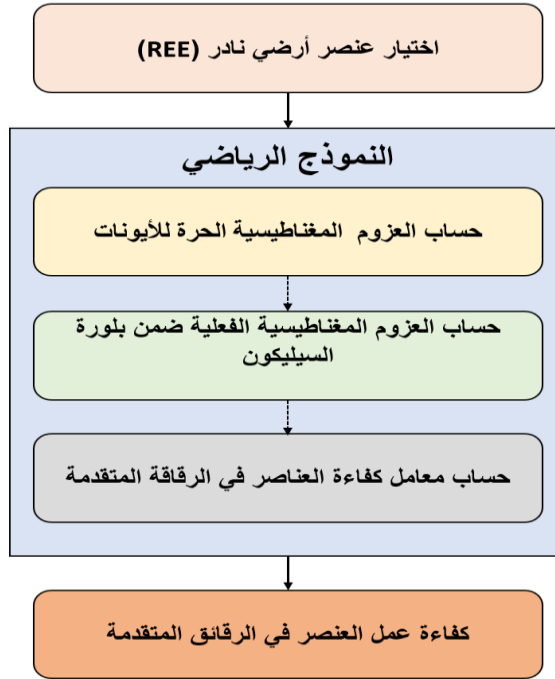 اختيار عنصر أرضي نادر (REE)
النموذج الرياضي
حساب العزوم المغناطيسية الحرة للأيونات
حساب العزوم المغناطيسية الفعلية ضمن بلورة
السيليكون
حساب معامل كفاءة العناصر في الرقاقة المتقدمة
كفاءة عمل العنصر في الرقائق المتقدمة